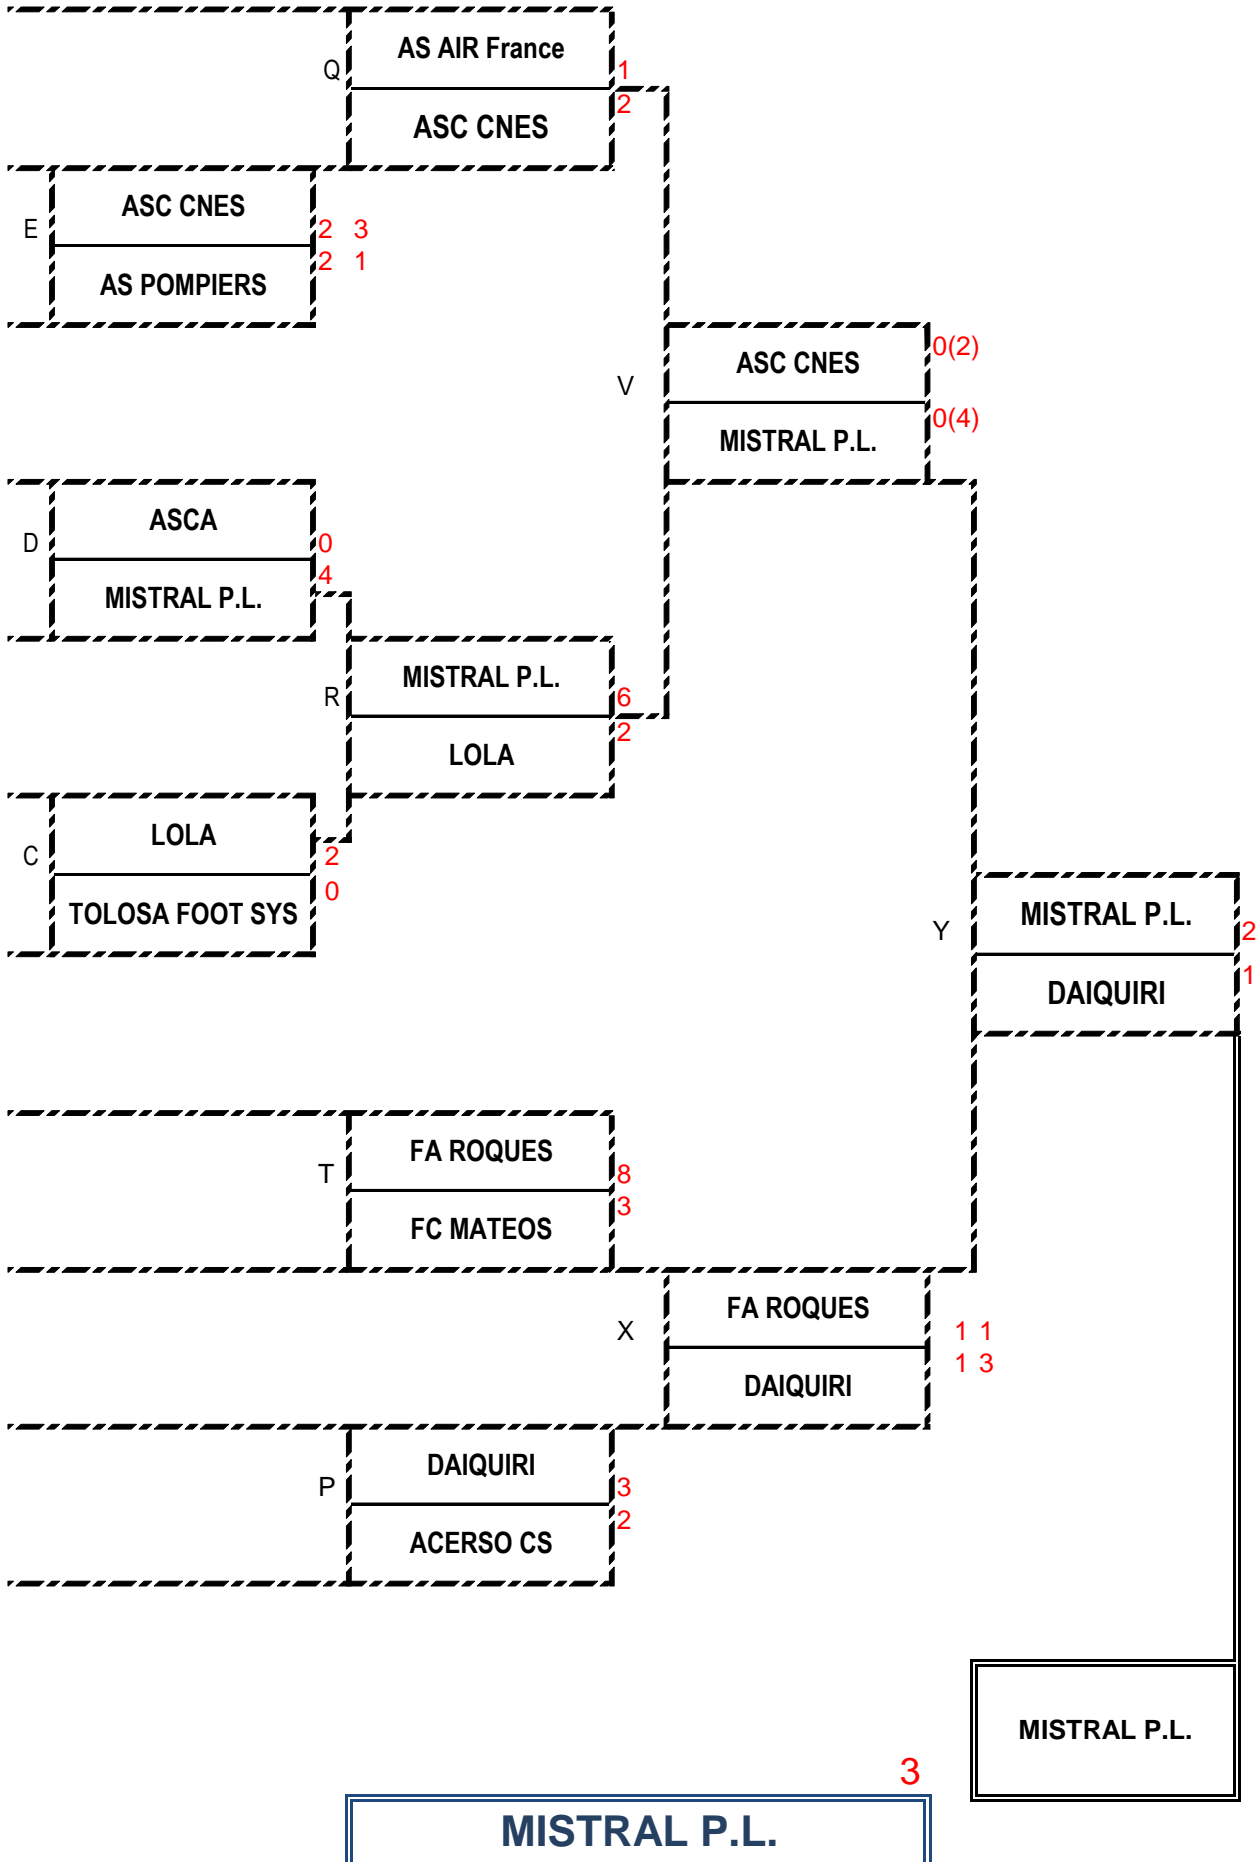 AS AIR France
Q
1
2
ASC CNES
ASC CNES
E
2 3
2 1
AS POMPIERS
0(2)
ASC CNES
V
0(4)
MISTRAL P.L.
ASCA
D
0
4
MISTRAL P.L.
MISTRAL P.L.
R
6
2
LOLA
LOLA
C
2
0
TOLOSA FOOT SYS
MISTRAL P.L.
Y
2
1
DAIQUIRI
FA ROQUES
T
8
3
FC MATEOS
FA ROQUES
X
1 1
1 3
DAIQUIRI
DAIQUIRI
P
3
2
ACERSO CS
MISTRAL P.L.
3
MISTRAL P.L.